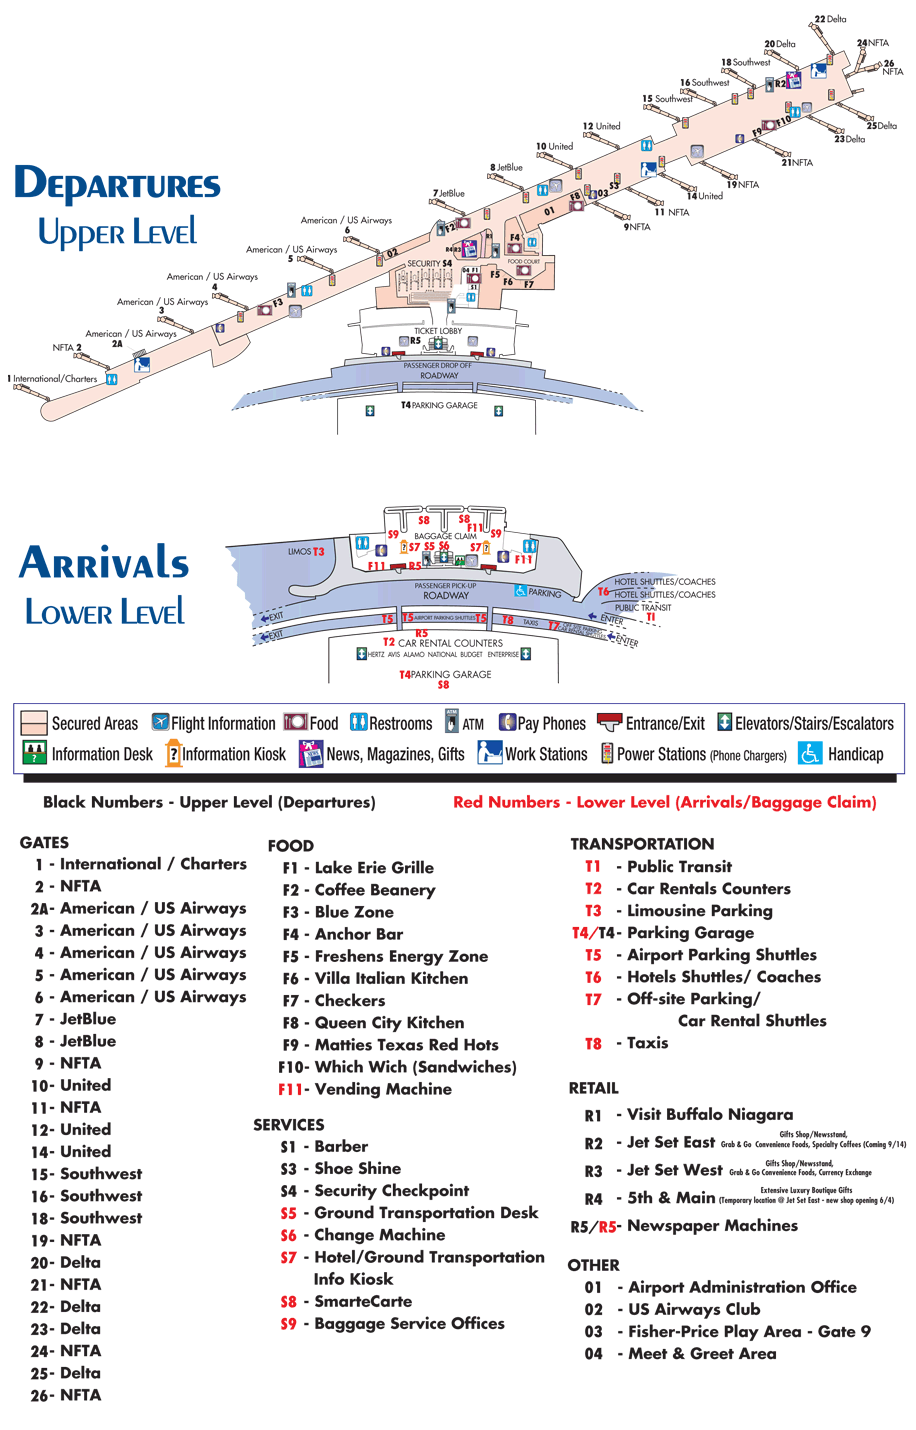 22 Delta
20 Delta
24 NFTA
26
NFTA
18 Southwest
16 Southwest
R2
15 Southwest
12 United
F9
F10
25 Delta
23 Delta
10 United
21 NFTA
DEPARTURES
8 JetBlue
19 NFTA
S3
14 United
UPPER LEVEL
7 JetBlue
F8
03
11 NFTA
01
9 NFTA
American / US Airways
6
F2
American / US Airways
5
02
R4 R3
R1
F4
SECURITY S4
FOOD COURT
04 F1
F5
S1
F6
F7
American / US Airways
4
American / US Airways
3
F3
American / US Airways
2A
TICKET LOBBY
R5
NFTA 2
PASSENGER DROP OFF
ROADWAY
1 International/Charters
T4 PARKING GARAGE
S8
S8
F11
S9
S9
BAGGAGE CLAIM
ARRIVALS
LIMOS T3
S7
S5
S6
S7
F11
R5
F11
LOWER LEVEL
PASSENGER PICK-UP
ROADWAY
PARKING
HOTEL SHUTTLES/COACHES
T6
HOTEL SHUTTLES/COACHES
PUBLIC TRANSIT
T1
EXIT
T5
T5 AIRPORT PARKING SHUTTLES T5
T8 TAXIS
T7
ENTER
EXIT
ENTER
R5
T2 CAR RENTAL COUNTERS
HERTZ AVIS ALAMO NATIONAL BUDGET ENTERPRISE
T4 PARKING GARAGE
S8
Secured Areas
Flight Information
Food
Restrooms
ATM
ATM
Pay Phones
Entrance/Exit
Elevators/Stairs/Escalators
Information Desk
Information Kiosk
News, Magazines, Gifts
Work Stations
Power Stations (Phone Chargers)
Handicap
Black Numbers - Upper Level (Departures)
Red Numbers - Lower Level (Arrivals/Baggage Claim)
GATES
1 - International / Charters
2 - NFTA
2A- American / US Airways
3 - American / US Airways
4 - American / US Airways
5 - American / US Airways
6 - American / US Airways
7 - JetBlue
8 - JetBlue
9 - NFTA
10- United
11- NFTA
12- United
14- United
15- Southwest
16- Southwest
18- Southwest
19- NFTA
20- Delta
21- NFTA
22- Delta
23- Delta
24- NFTA
25- Delta
26- NFTA
FOOD
F1 - Lake Erie Grille
F2 - Coffee Beanery
F3 - Blue Zone
F4 - Anchor Bar
F5 - Freshens Energy Zone
F6 - Villa Italian Kitchen
F7 - Checkers
F8 - Queen City Kitchen
F9 - Matties Texas Red Hots
F10- Which Wich (Sandwiches)
F11- Vending Machine
SERVICES
S1 - Barber
S3 - Shoe Shine
S4 - Security Checkpoint
S5 - Ground Transportation Desk
S6 - Change Machine
S7 - Hotel/Ground Transportation
Info Kiosk
S8 - SmarteCarte
S9 - Baggage Service Offices
TRANSPORTATION
T1 - Public Transit
T2 - Car Rentals Counters
T3 - Limousine Parking
T4/T4- Parking Garage
T5 - Airport Parking Shuttles
T6 - Hotels Shuttles/ Coaches
T7 - Off-site Parking/
Car Rental Shuttles
T8 - Taxis
RETAIL
R1 - Visit Buffalo Niagara
R2 - Jet Set East Gifts Shop/Newsstand,
Grab & Go Convenience Foods, Specialty Coffees (Coming 9/14)
R3 - Jet Set West Gifts Shop/Newsstand,
Grab & Go Convenience Foods, Currency Exchange
R4 - 5th & Main Extensive Luxury Boutique Gifts
(Temporary location @ Jet Set East - new shop opening 6/4)
R5/R5- Newspaper Machines
OTHER
01 - Airport Administration Office
02 - US Airways Club
03 - Fisher-Price Play Area - Gate 9
04 - Meet & Greet Area